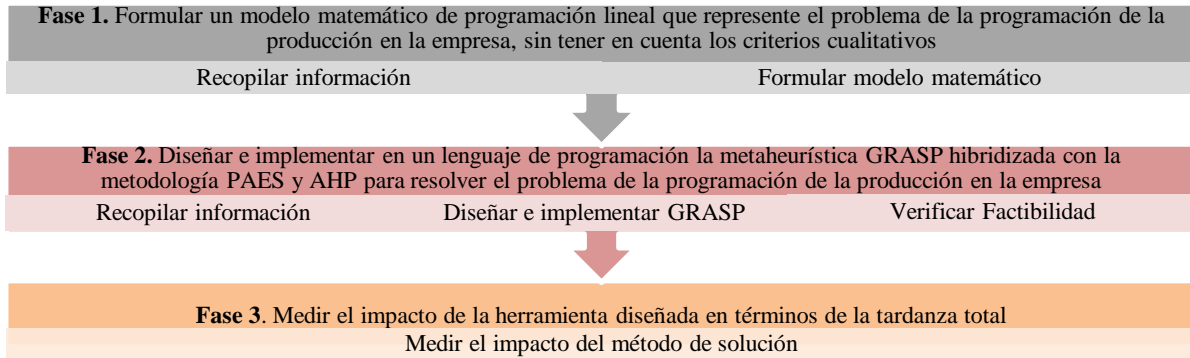 Fase 1. Formular un modelo matemático de programación lineal que represente el problema de la programación de la
producción en la empresa, sin tener en cuenta los criterios cualitativos
Recopilar información Formular modelo matemático
Fase 2. Diseñar e implementar en un lenguaje de programación la metaheurística GRASP hibridizada con la
metodología PAES y AHP para resolver el problema de la programación de la producción en la empresa
Recopilar información Diseñar e implementar GRASP Verificar Factibilidad
Fase 3. Medir el impacto de la herramienta diseñada en términos de la tardanza total
Medir el impacto del método de solución